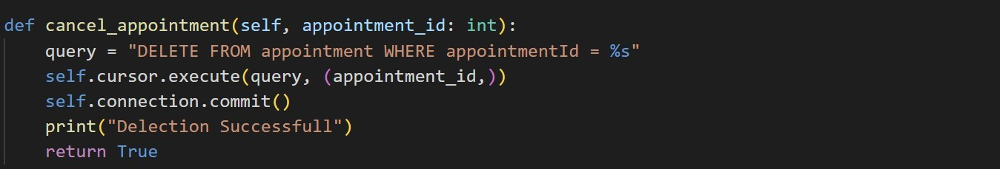 def cancel_appointment(self, appointment_id: int):
    query = "DELETE FROM appointment WHERE appointmentId = %s"
    self.cursor.execute(query, (appointment_id,))
    self.connection.commit()
    print("Delection Successfull")
    return True